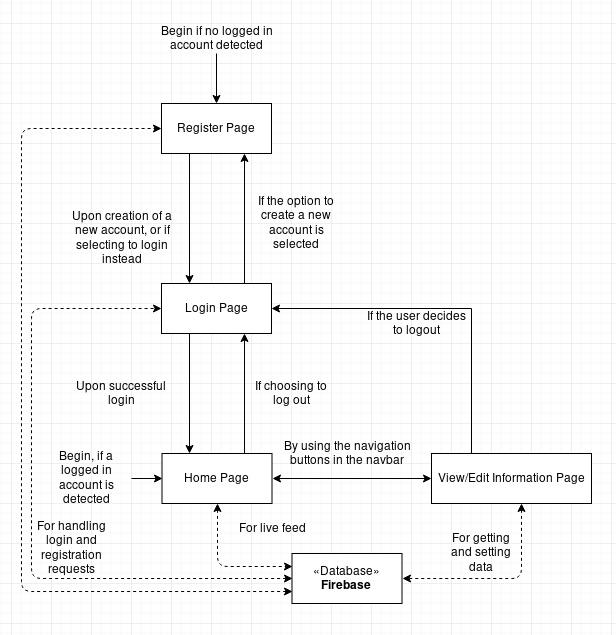 Begin if no logged in
account detected
Register Page
Upon creation of a
new account, or if
selecting to login
instead
If the option to
create a new
account is
selected
Login Page
If the user decides
to logout
Upon successful
login
If choosing to
log out
Begin, if a
logged in
account is
detected
Home Page
By using the navigation
buttons in the navbar
View/Edit Information Page
For handling
login and
registration
requests
For live feed
For getting
and setting
data
«Database»
Firebase